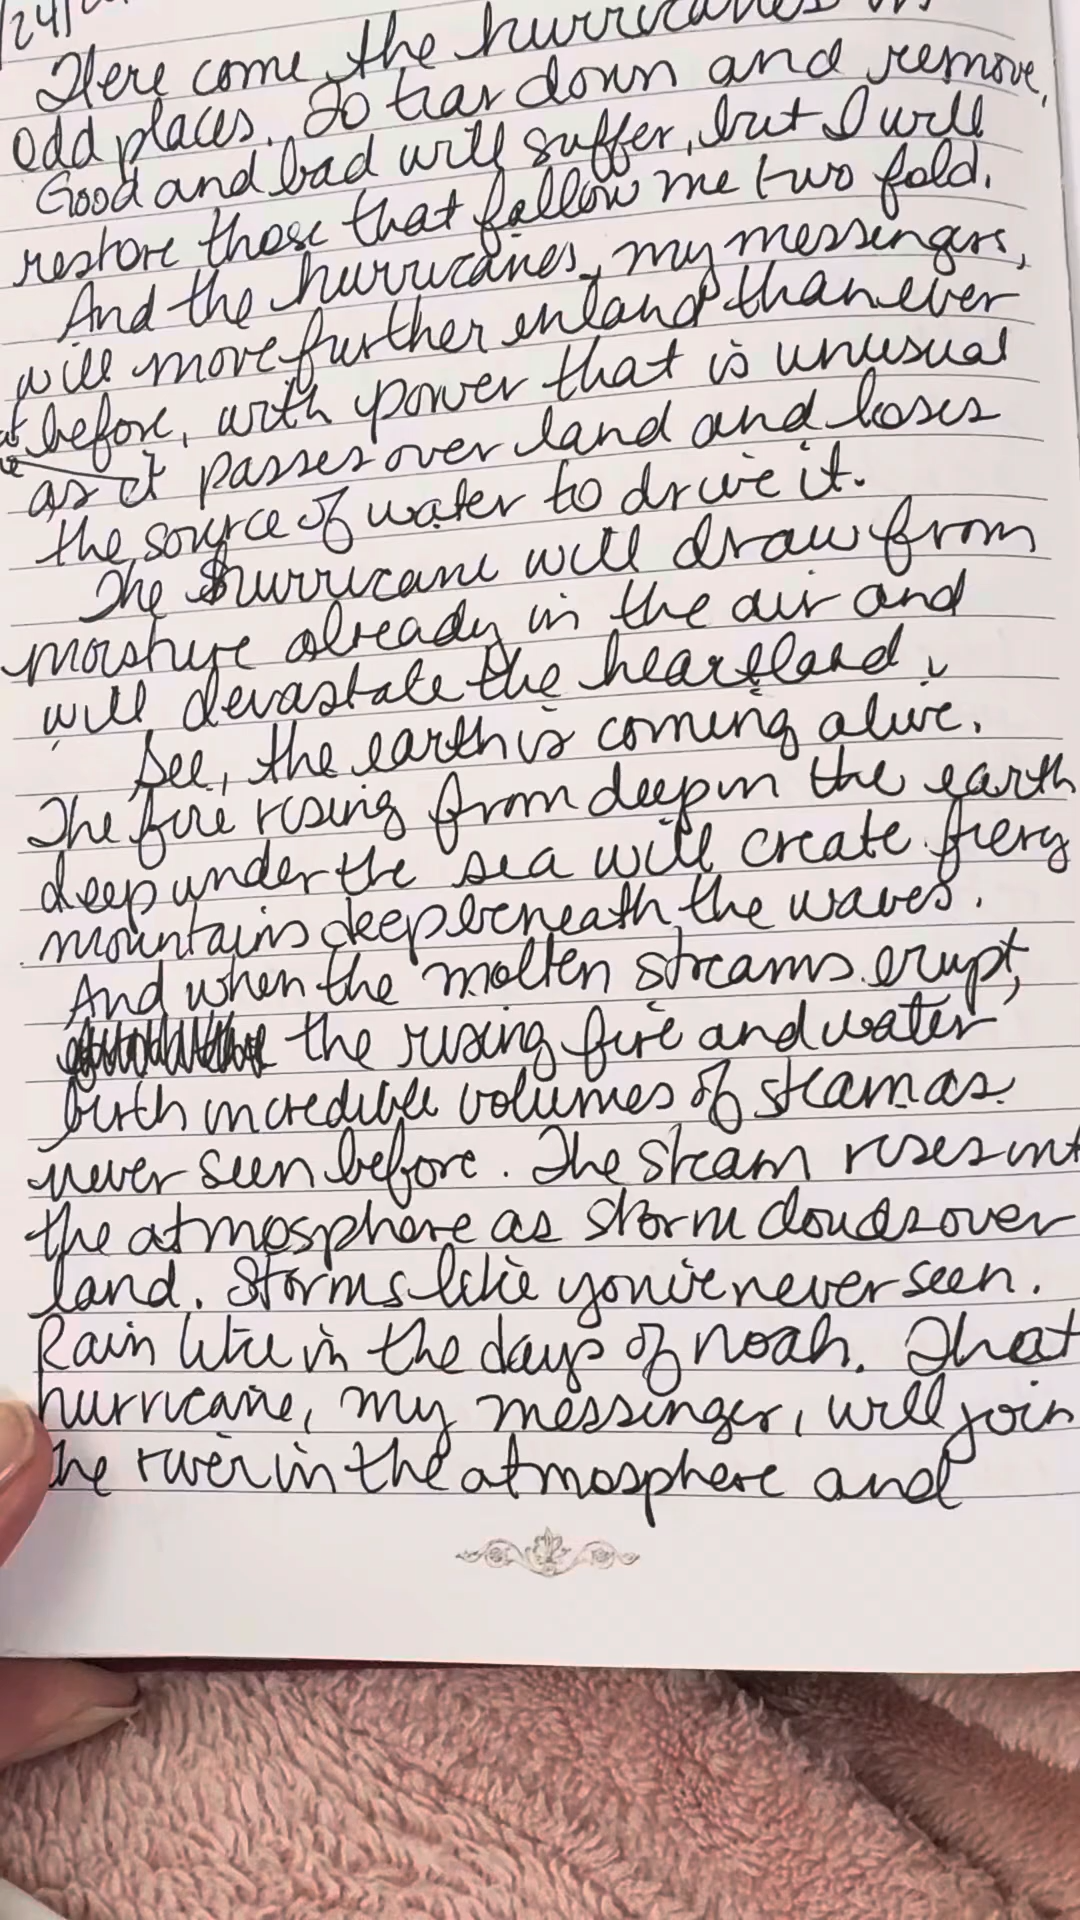 /24/
Here come the hurricanes in
odd places. To tear down and remove,
Good and bad will suffer, but I will
restore those that follow me two fold.
And the hurricanes, my messengers,
will move further enland than ever
before, with power that is unusual
as it passes over land and loses
the source of water to drive it.
The hurricane will draw from
moisture already in the air and
will devastate the heartland.
See, the earth is coming alive.
The fire rising from deep in the earth
deep under the sea will create fiery
mountains deep beneath the waves.
And when the molten streams erupt,
the rising fire and water
birth incredible volumes of steam as
never seen before. The steam rises int
the atmosphere as storm clouds over
land. Storms like you've never seen.
Rain like in the days of Noah. That
hurricane, my messinger, will join
the river in the atmosphere and